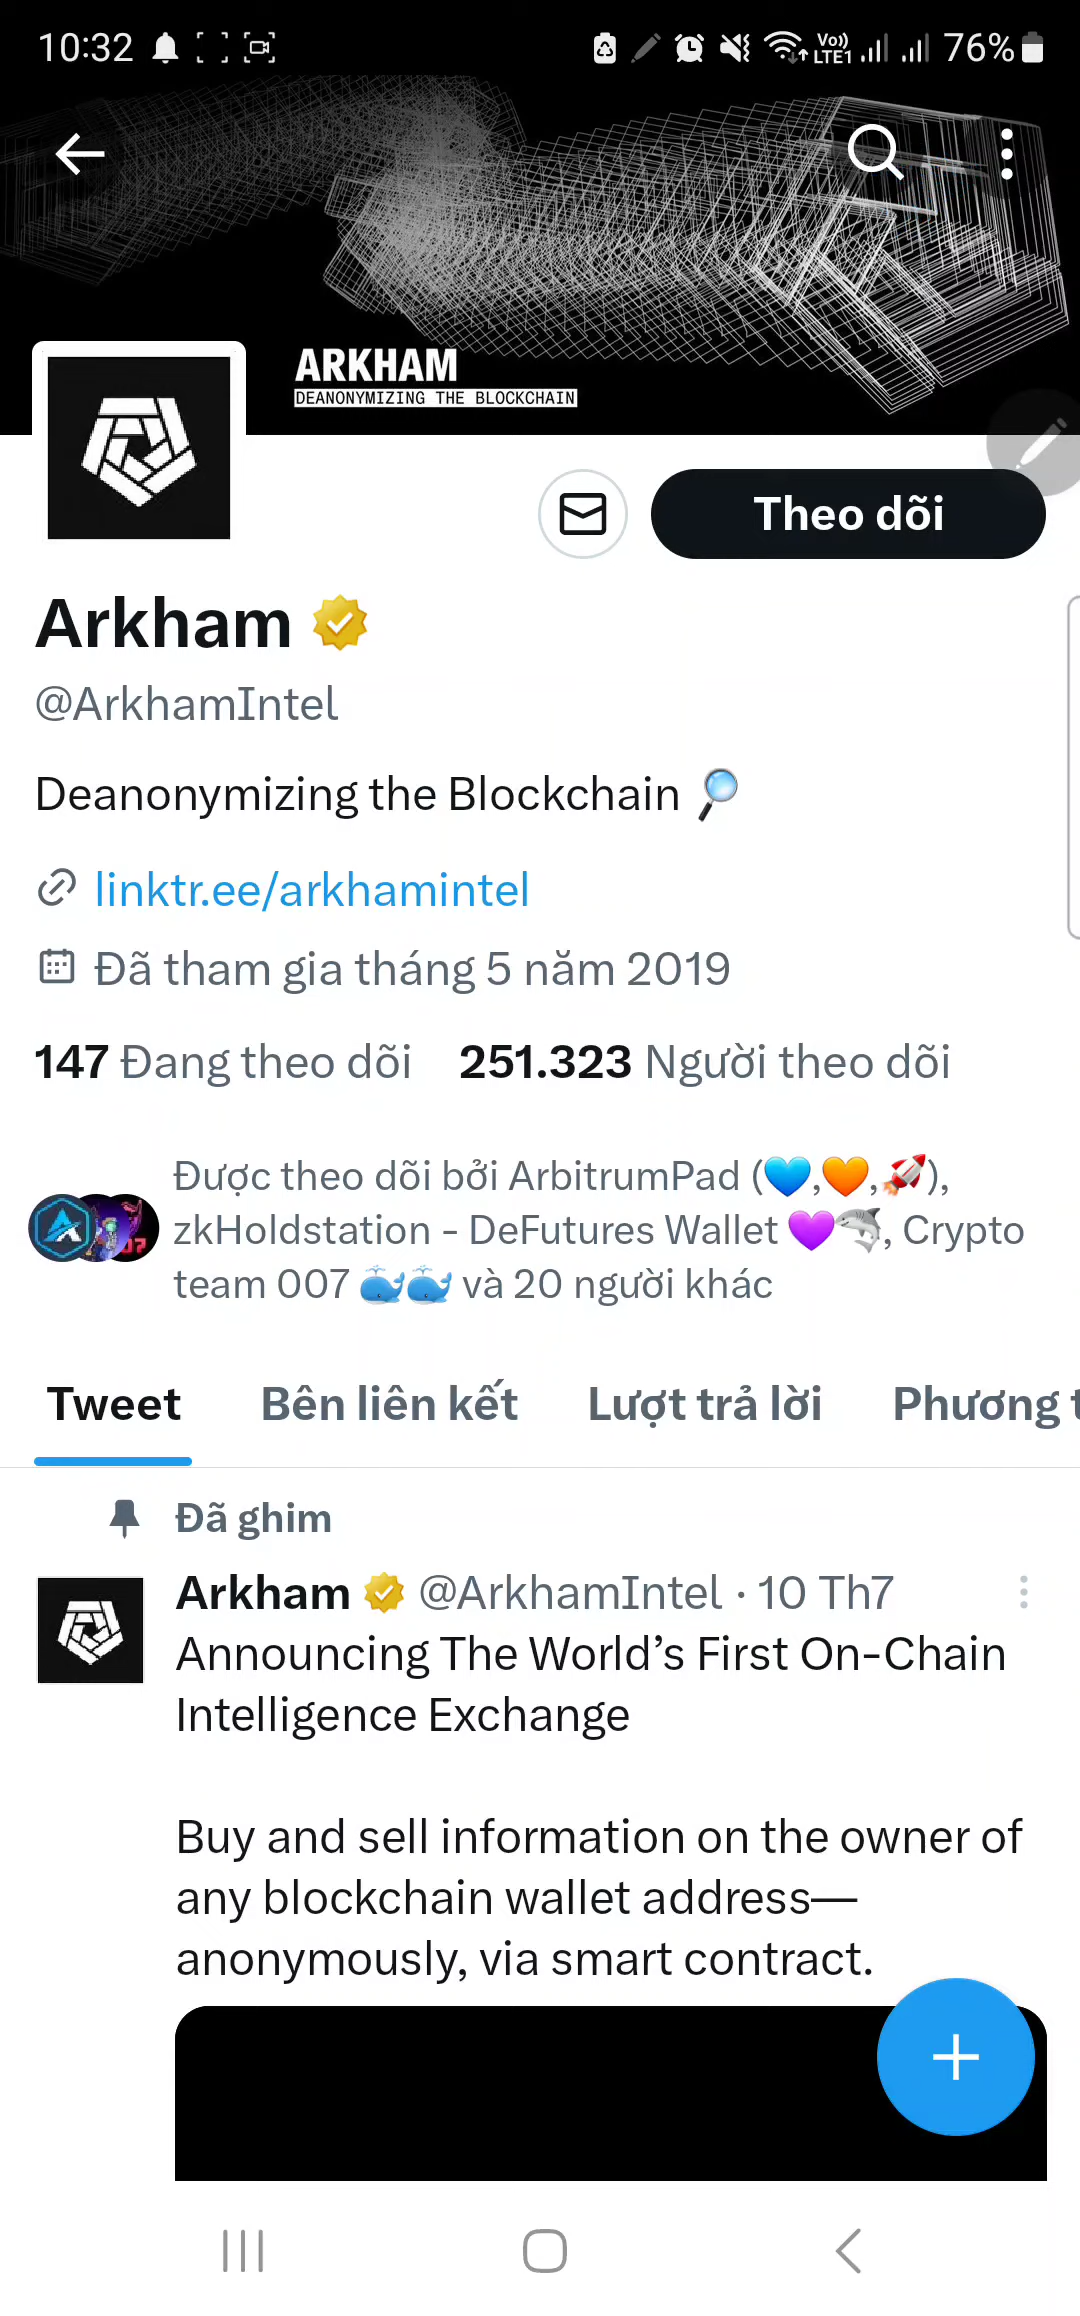 10:32
Vo))
LTE1
76%
ARKHAM
DEANONYMIZING THE BLOCKCHAIN
Theo dõi
Arkham
@ArkhamIntel
Deanonymizing the Blockchain 🔎
linktr.ee/arkhamintel
Đã tham gia tháng 5 năm 2019
147 Đang theo dõi 251.323 Người theo dõi
Được theo dõi bởi ArbitrumPad (💙,🧡,🚀),
zkHoldstation - DeFutures Wallet 💜🦈, Crypto
team 007 🐳🐳 và 20 người khác
Tweet Bên liên kết Lượt trả lời Phương t
Đã ghim
Arkham @ArkhamIntel · 10 Th7
Announcing The World’s First On-Chain
Intelligence Exchange
Buy and sell information on the owner of
any blockchain wallet address—
anonymously, via smart contract.